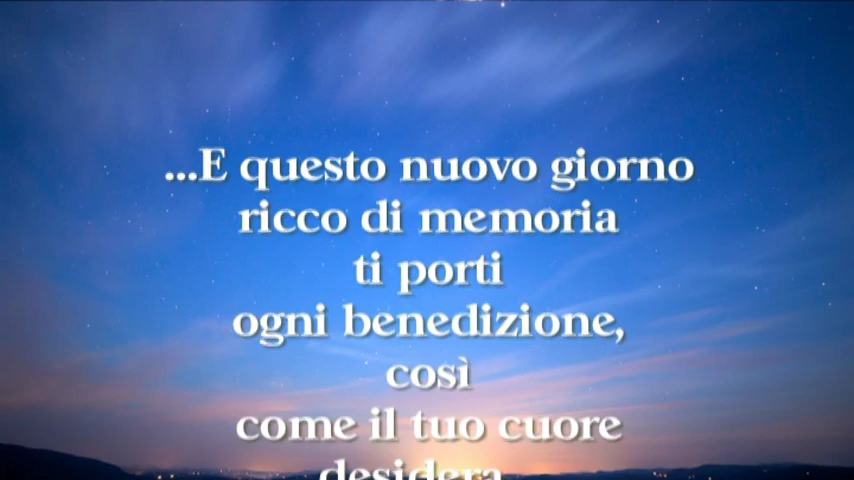 ...E questo nuovo giorno
ricco di memoria
ti porti
ogni benedizione,
così
come il tuo cuore
desidera